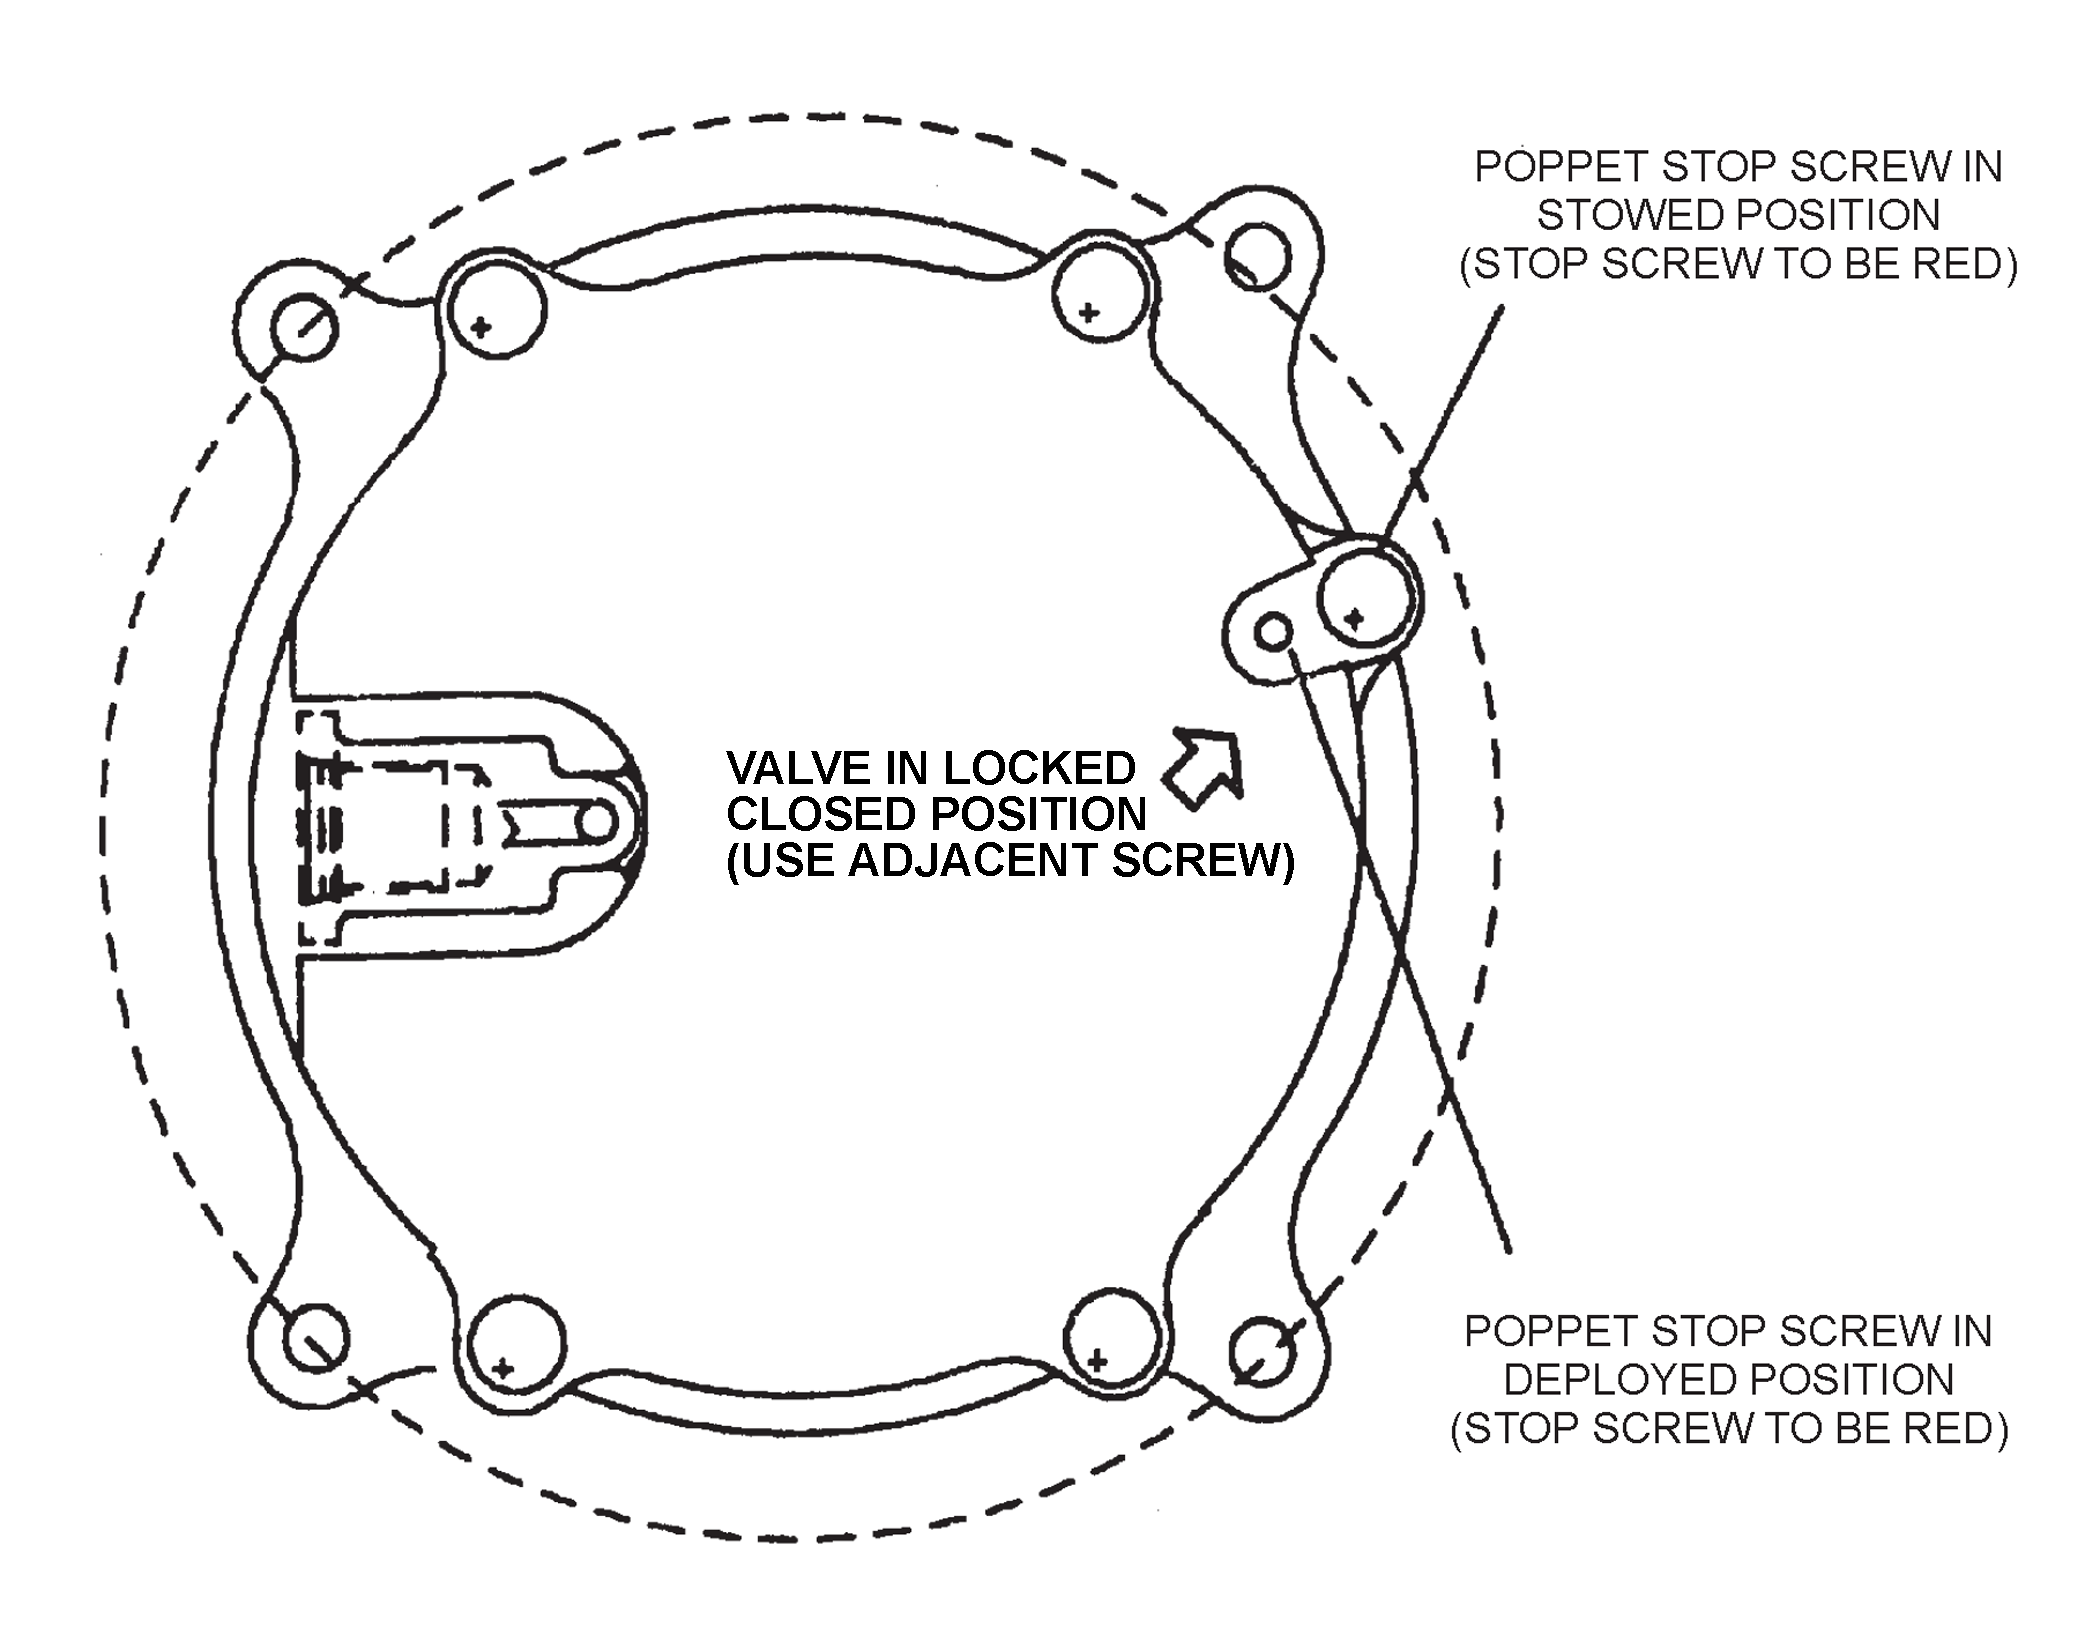 POPPET STOP SCREW IN
STOWED POSITION
(STOP SCREW TO BE RED)
VALVE IN LOCKED
CLOSED POSITION
(USE ADJACENT SCREW)
POPPET STOP SCREW IN
DEPLOYED POSITION
(STOP SCREW TO BE RED)